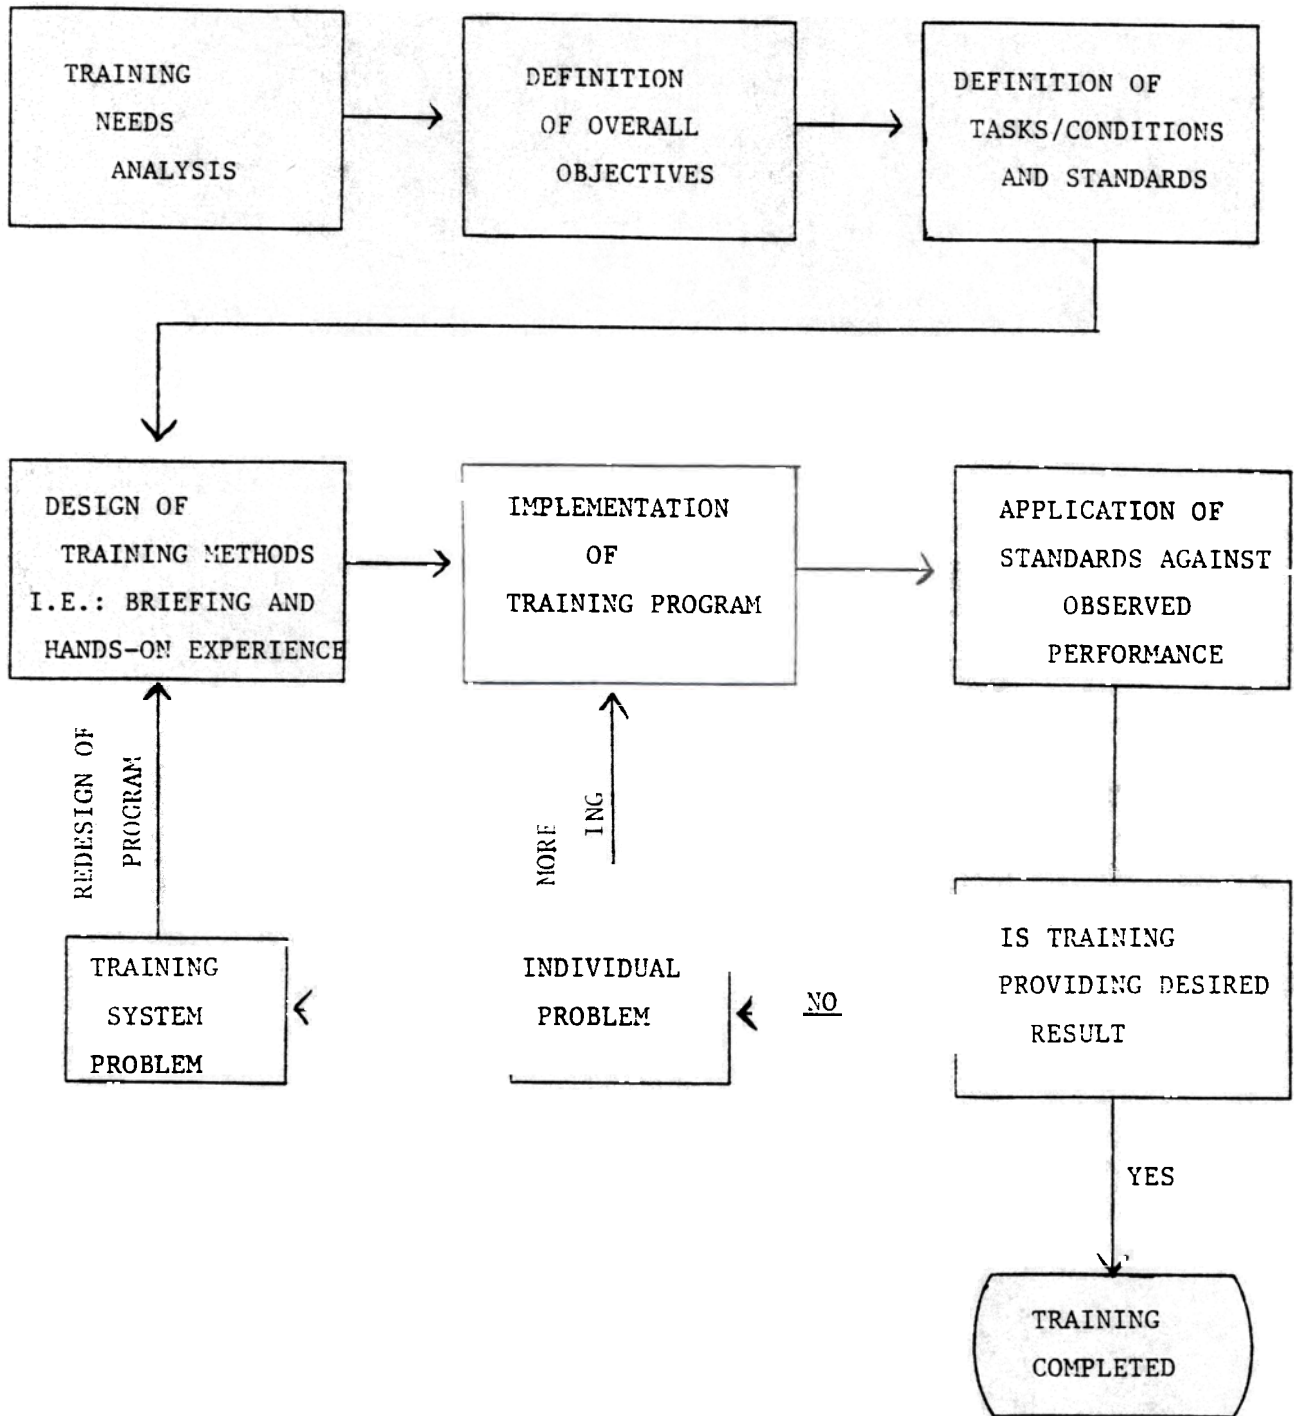 TRAINING
NEEDS
ANALYSIS
DEFINITION
OF OVERALL
OBJECTIVES
DEFINITION OF
TASKS/CONDITIONS
AND STANDARDS
DESIGN OF
TRAINING METHODS
I.E.: BRIEFING AND
HANDS-ON EXPERIENCE
IMPLEMENTATION
OF
TRAINING PROGRAM
APPLICATION OF
STANDARDS AGAINST
OBSERVED
PERFORMANCE
REDESIGN OF
PROGRAM
MORE
ING
TRAINING
SYSTEM
PROBLEM
INDIVIDUAL
PROBLEM
NO
IS TRAINING
PROVIDING DESIRED
RESULT
YES
TRAINING
COMPLETED